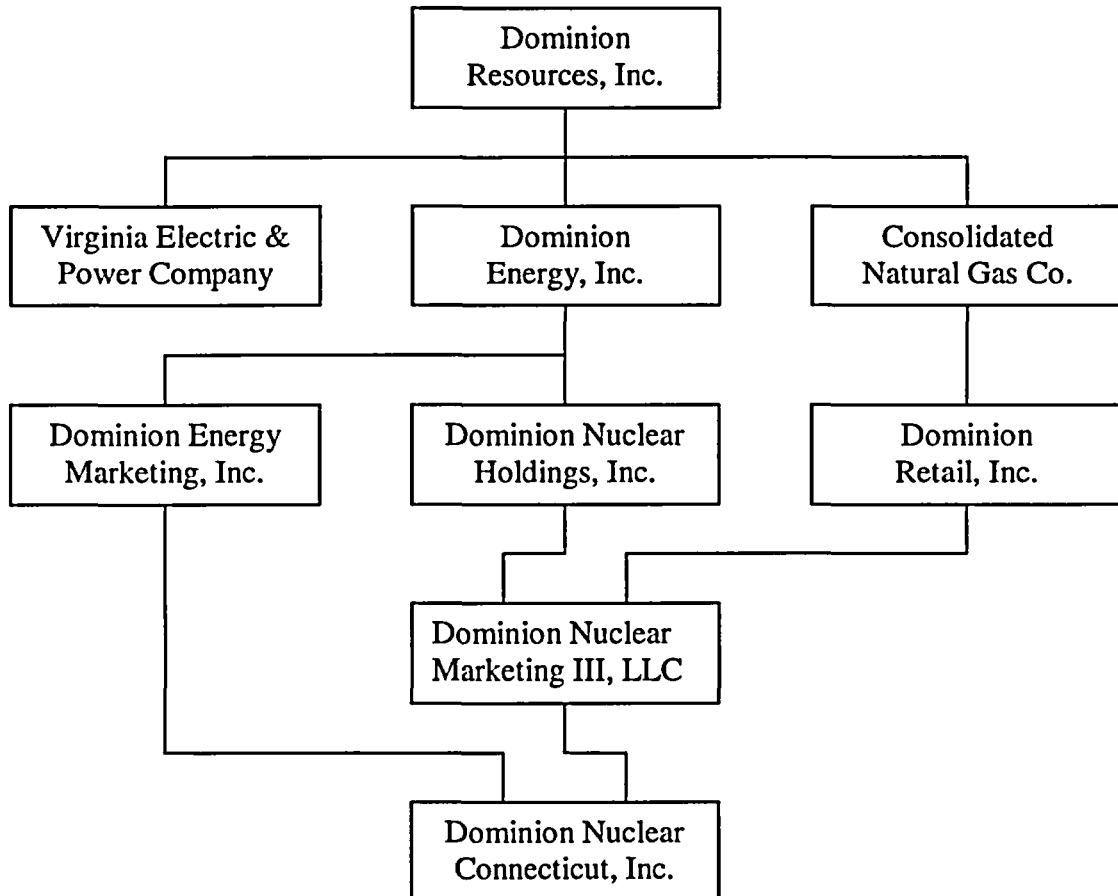 Dominion
Resources, Inc.
Virginia Electric &
Power Company
Dominion
Energy, Inc.
Consolidated
Natural Gas Co.
Dominion Energy
Marketing, Inc.
Dominion Nuclear
Holdings, Inc.
Dominion
Retail, Inc.
Dominion Nuclear
Marketing III, LLC
Dominion Nuclear
Connecticut, Inc.